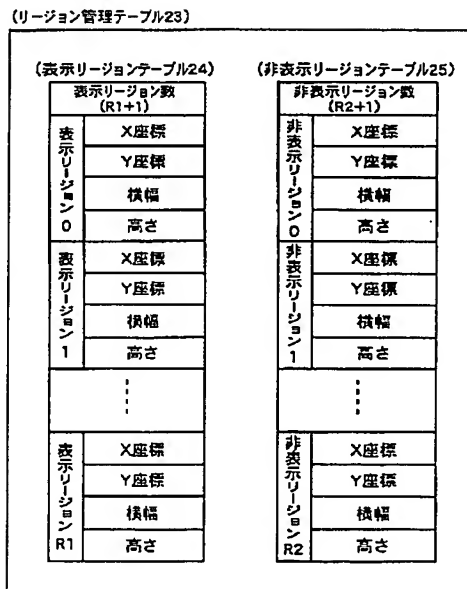 (リージョン管理テーブル23)
(表示リージョンテーブル24)
表示リージョン数
(R1+1)
表示リージョン0
X座標
Y座標
横幅
高さ
表示リージョン1
X座標
Y座標
横幅
高さ
表示リージョンR1
X座標
Y座標
横幅
高さ
(非表示リージョンテーブル25)
非表示リージョン数
(R2+1)
非表示リージョン0
X座標
Y座標
横幅
高さ
非表示リージョン1
X座標
Y座標
横幅
高さ
非表示リージョンR2
X座標
Y座標
横幅
高さ